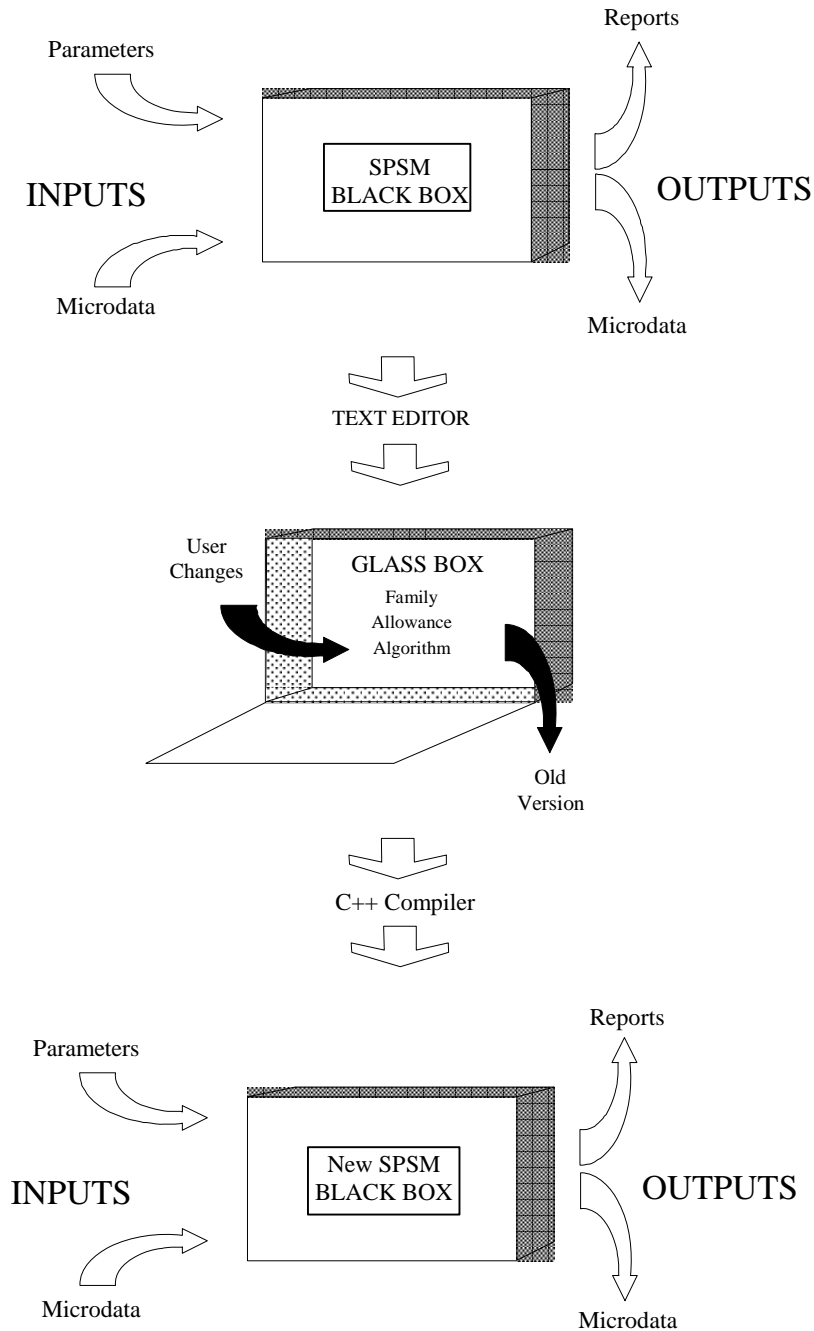 Reports
Parameters
SPSM
BLACK BOX
INPUTS
OUTPUTS
Microdata
Microdata
TEXT EDITOR
User
Changes
GLASS BOX
Family
Allowance
Algorithm
Old
Version
C++ Compiler
Reports
Parameters
New SPSM
BLACK BOX
INPUTS
OUTPUTS
Microdata
Microdata